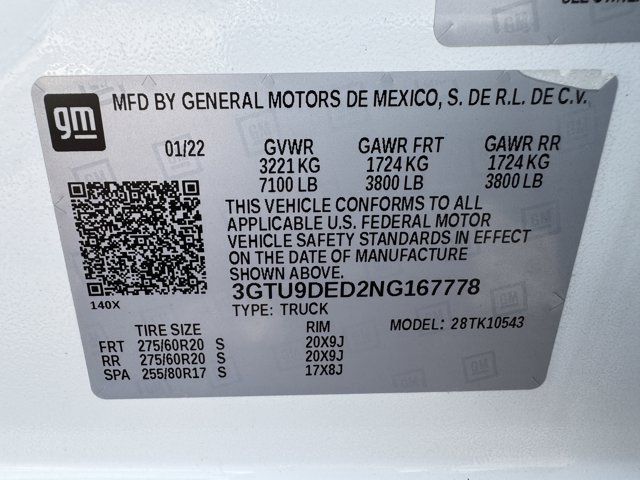 gm
MFD BY GENERAL MOTORS DE MEXICO, S. DE R.L. DE C.V.
01/22 GVWR GAWR FRT GAWR RR
3221 KG 1724 KG 1724 KG
7100 LB 3800 LB 3800 LB
THIS VEHICLE CONFORMS TO ALL
APPLICABLE U.S. FEDERAL MOTOR
VEHICLE SAFETY STANDARDS IN EFFECT
ON THE DATE OF MANUFACTURE
SHOWN ABOVE.
140X
3GTU9DED2NG167778
TYPE: TRUCK
TIRE SIZE RIM MODEL: 28TK10543
FRT 275/60R20 S 20X9J
RR 275/60R20 S 20X9J
SPA 255/80R17 S 17X8J